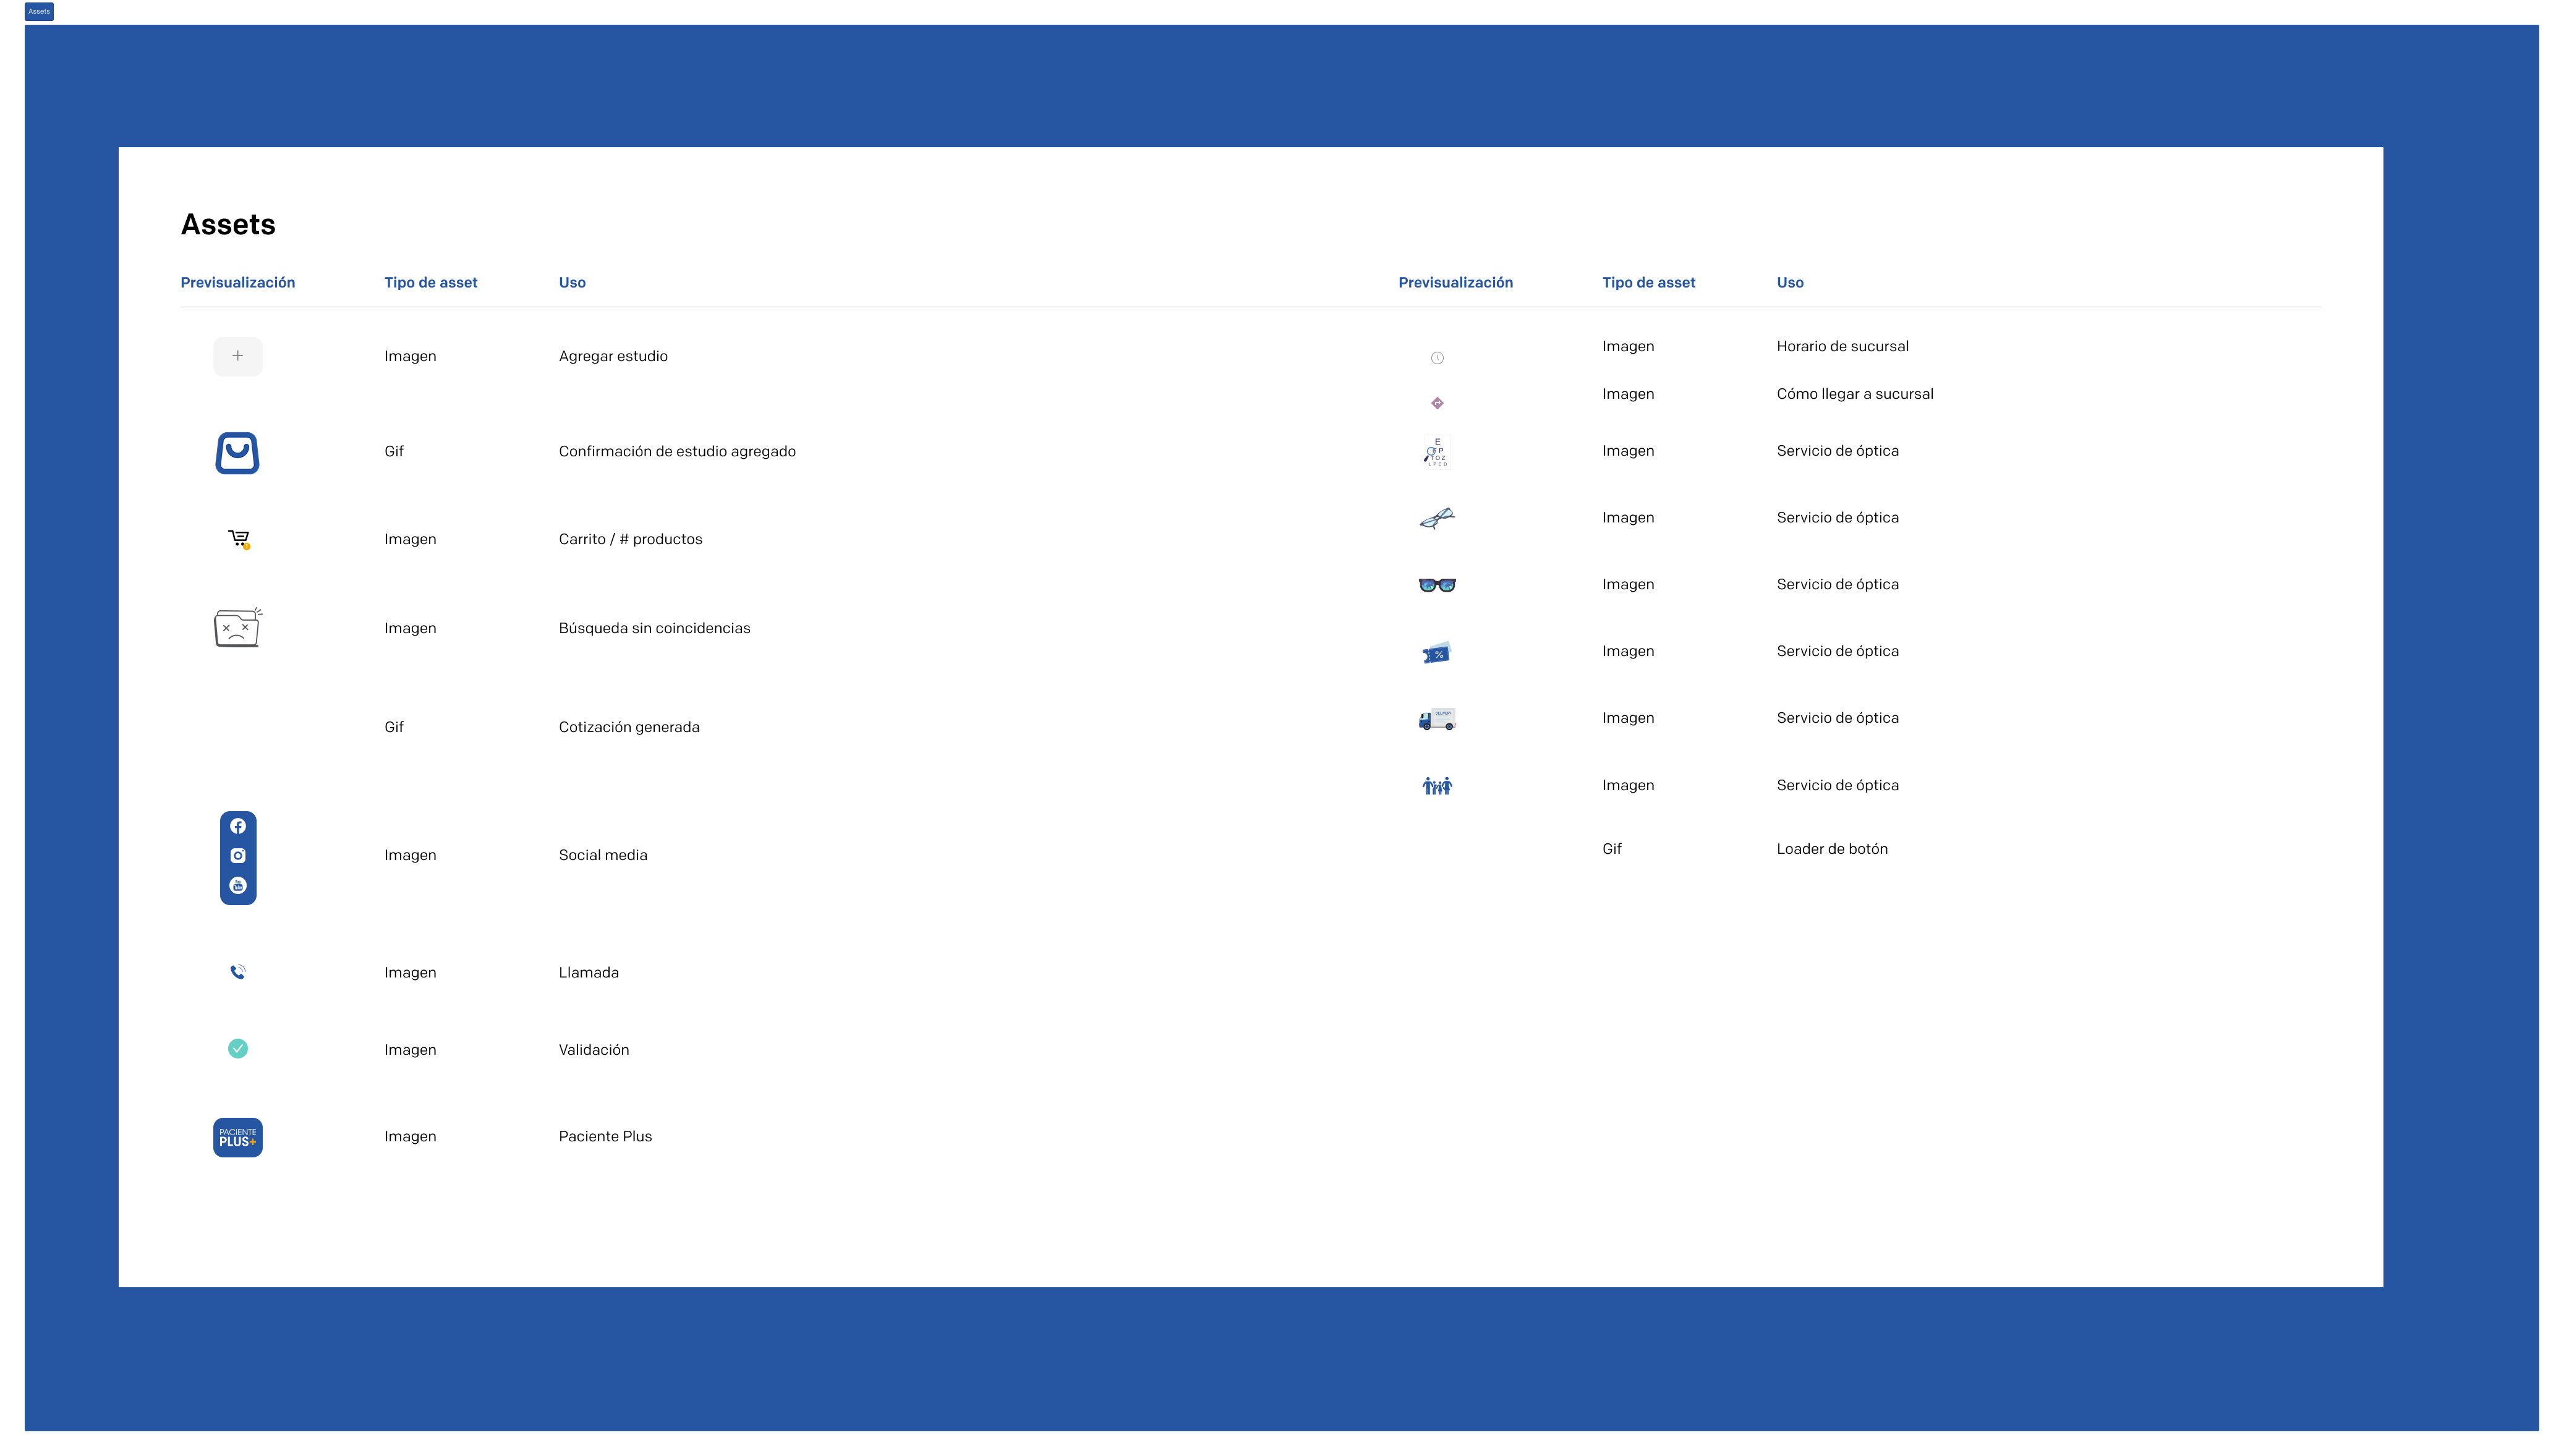 Assets
Assets
Previsualización Tipo de asset Uso
Imagen Agregar estudio
Gif Confirmación de estudio agregado
Imagen Carrito / # productos
Imagen Búsqueda sin coincidencias
Gif Cotización generada
Imagen Social media
Imagen Llamada
Imagen Validación
PACIENTE
PLUS+
Imagen Paciente Plus
Previsualización Tipo de asset Uso
Imagen Horario de sucursal
Imagen Cómo llegar a sucursal
E
Imagen Servicio de óptica
Imagen Servicio de óptica
Imagen Servicio de óptica
%
Imagen Servicio de óptica
DELIVERY
Imagen Servicio de óptica
Imagen Servicio de óptica
Gif Loader de botón